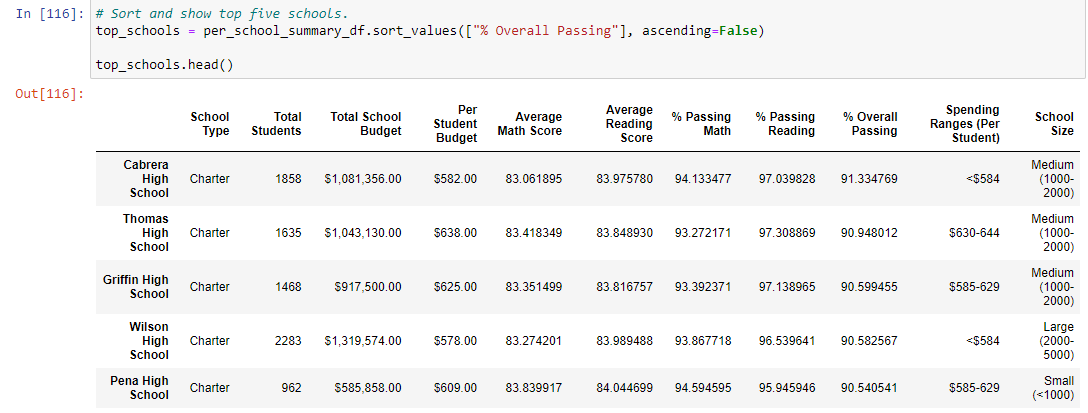 In [116]: # Sort and show top five schools.
top_schools = per_school_summary_df.sort_values(["% Overall Passing"], ascending=False)
top_schools.head()
Out[116]:
School Type Total Students Total School Budget Per Student Budget Average Math Score Average Reading Score % Passing Math % Passing Reading % Overall Passing Spending Ranges (Per Student) School Size
Cabrera High School Charter 1858 $1,081,356.00 $582.00 83.061895 83.975780 94.133477 97.039828 91.334769 <$584 Medium (1000-2000)
Thomas High School Charter 1635 $1,043,130.00 $638.00 83.418349 83.848930 93.272171 97.308869 90.948012 $630-644 Medium (1000-2000)
Griffin High School Charter 1468 $917,500.00 $625.00 83.351499 83.816757 93.392371 97.138965 90.599455 $585-629 Medium (1000-2000)
Wilson High School Charter 2283 $1,319,574.00 $578.00 83.274201 83.989488 93.867718 96.539641 90.582567 <$584 Large (2000-5000)
Pena High School Charter 962 $585,858.00 $609.00 83.839917 84.044699 94.594595 95.945946 90.540541 $585-629 Small (<1000)